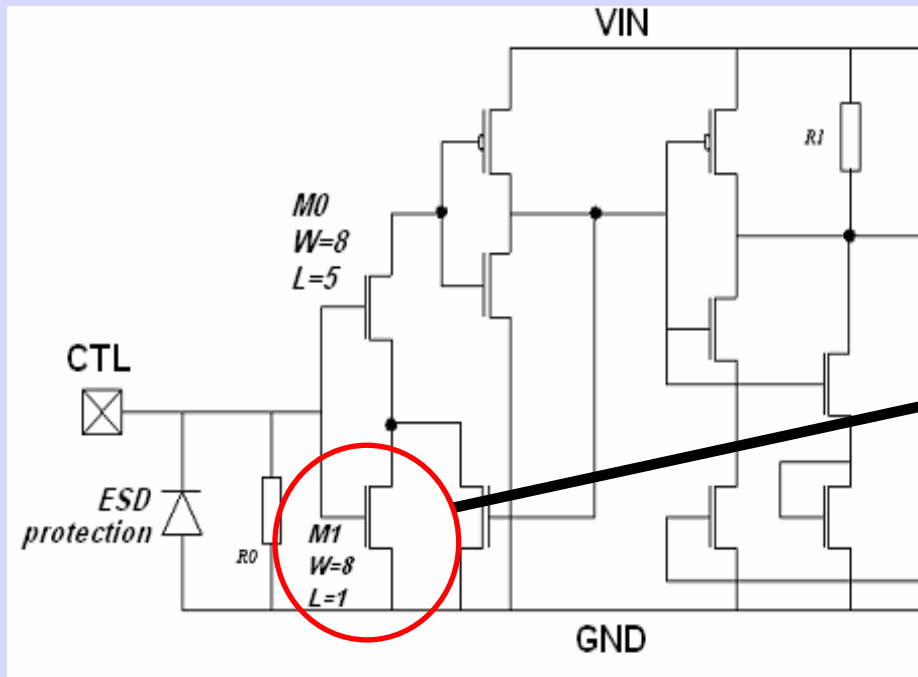 VIN
R1
M0
W=8
L=5
CTL
ESD
protection
R0
M1
W=8
L=1
GND